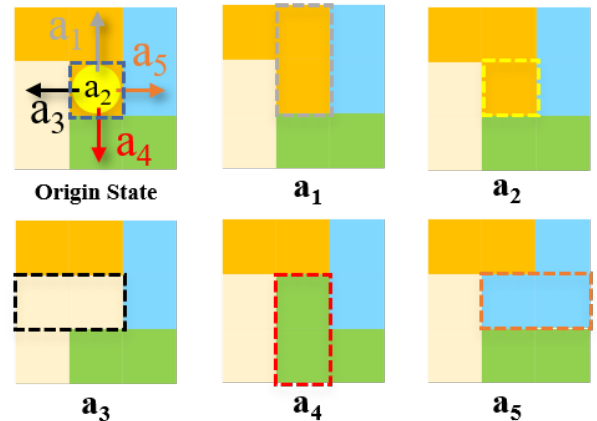 a₁
a₅
a₂
a₃
a₄
Origin State
a₁
a₂
a₃
a₄
a₅